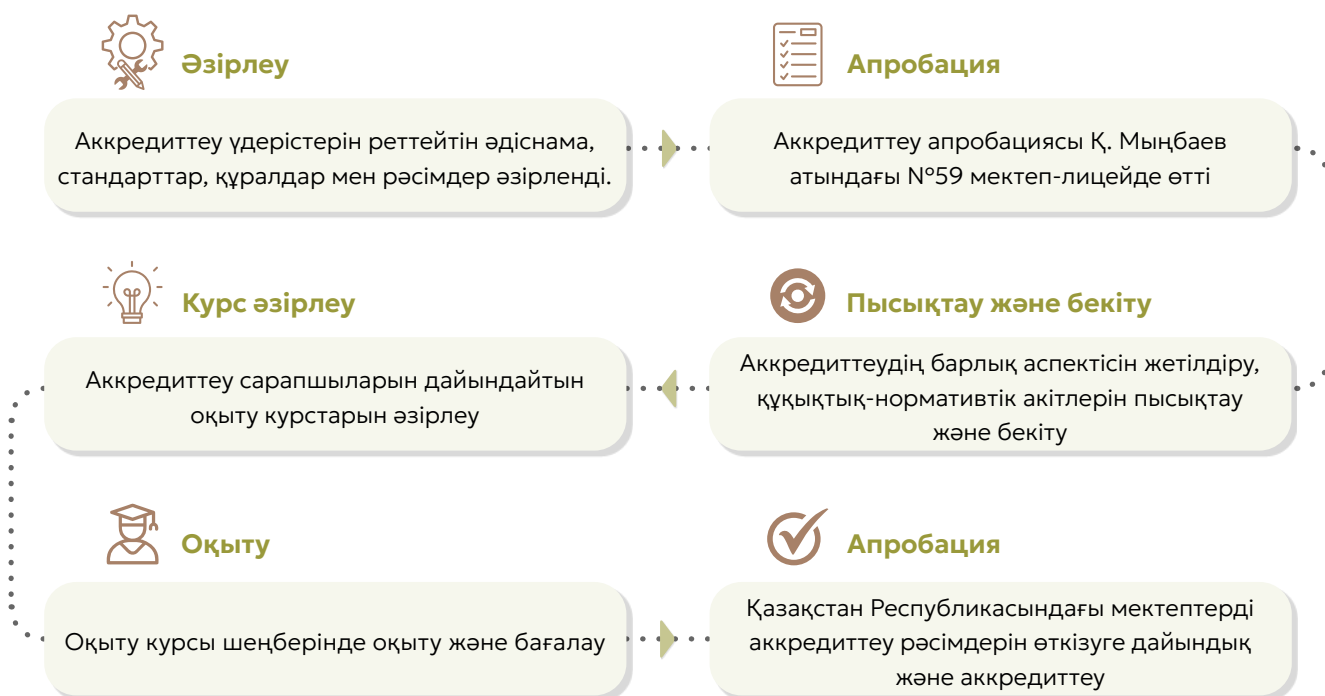 Әзірлеу
Аккредиттеу үдерістерін реттейтін әдіснама,
стандарттар, құралдар мен рәсімдер әзірленді.
Апробация
Аккредиттеу апробациясы Қ. Мыңбаев
атындағы №59 мектеп-лицейде өтті
Пысықтау және бекіту
Аккредиттеудің барлық аспектісін жетілдіру,
құқықтық-нормативтік акітлерін пысықтау
және бекіту
Курс әзірлеу
Аккредиттеу сарапшыларын дайындайтын
оқыту курстарын әзірлеу
Оқыту
Оқыту курсы шеңберінде оқыту және бағалау
Апробация
Қазақстан Республикасындағы мектептерді
аккредиттеу рәсімдерін өткізуге дайындық
және аккредиттеу